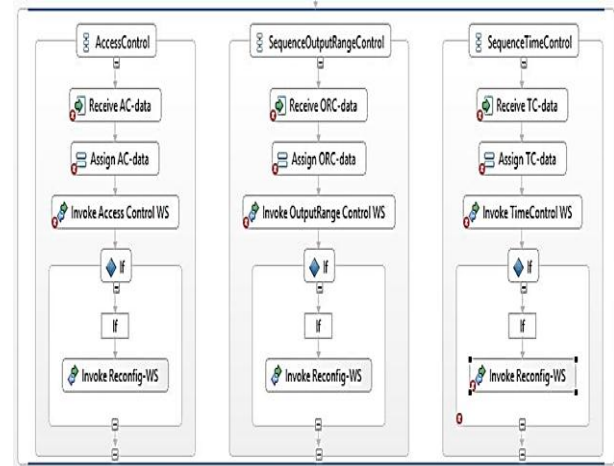 AccessControl
Receive AC-data
Assign AC-data
Invoke Access Control WS
If
If
Invoke Reconfig-WS
SequenceOutputRangeControl
Receive ORC-data
Assign ORC-data
Invoke OutputRange Control WS
If
If
Invoke Reconfig-WS
SequenceTimeControl
Receive TC-data
Assign TC-data
Invoke TimeControl WS
If
If
Invoke Reconfig-WS